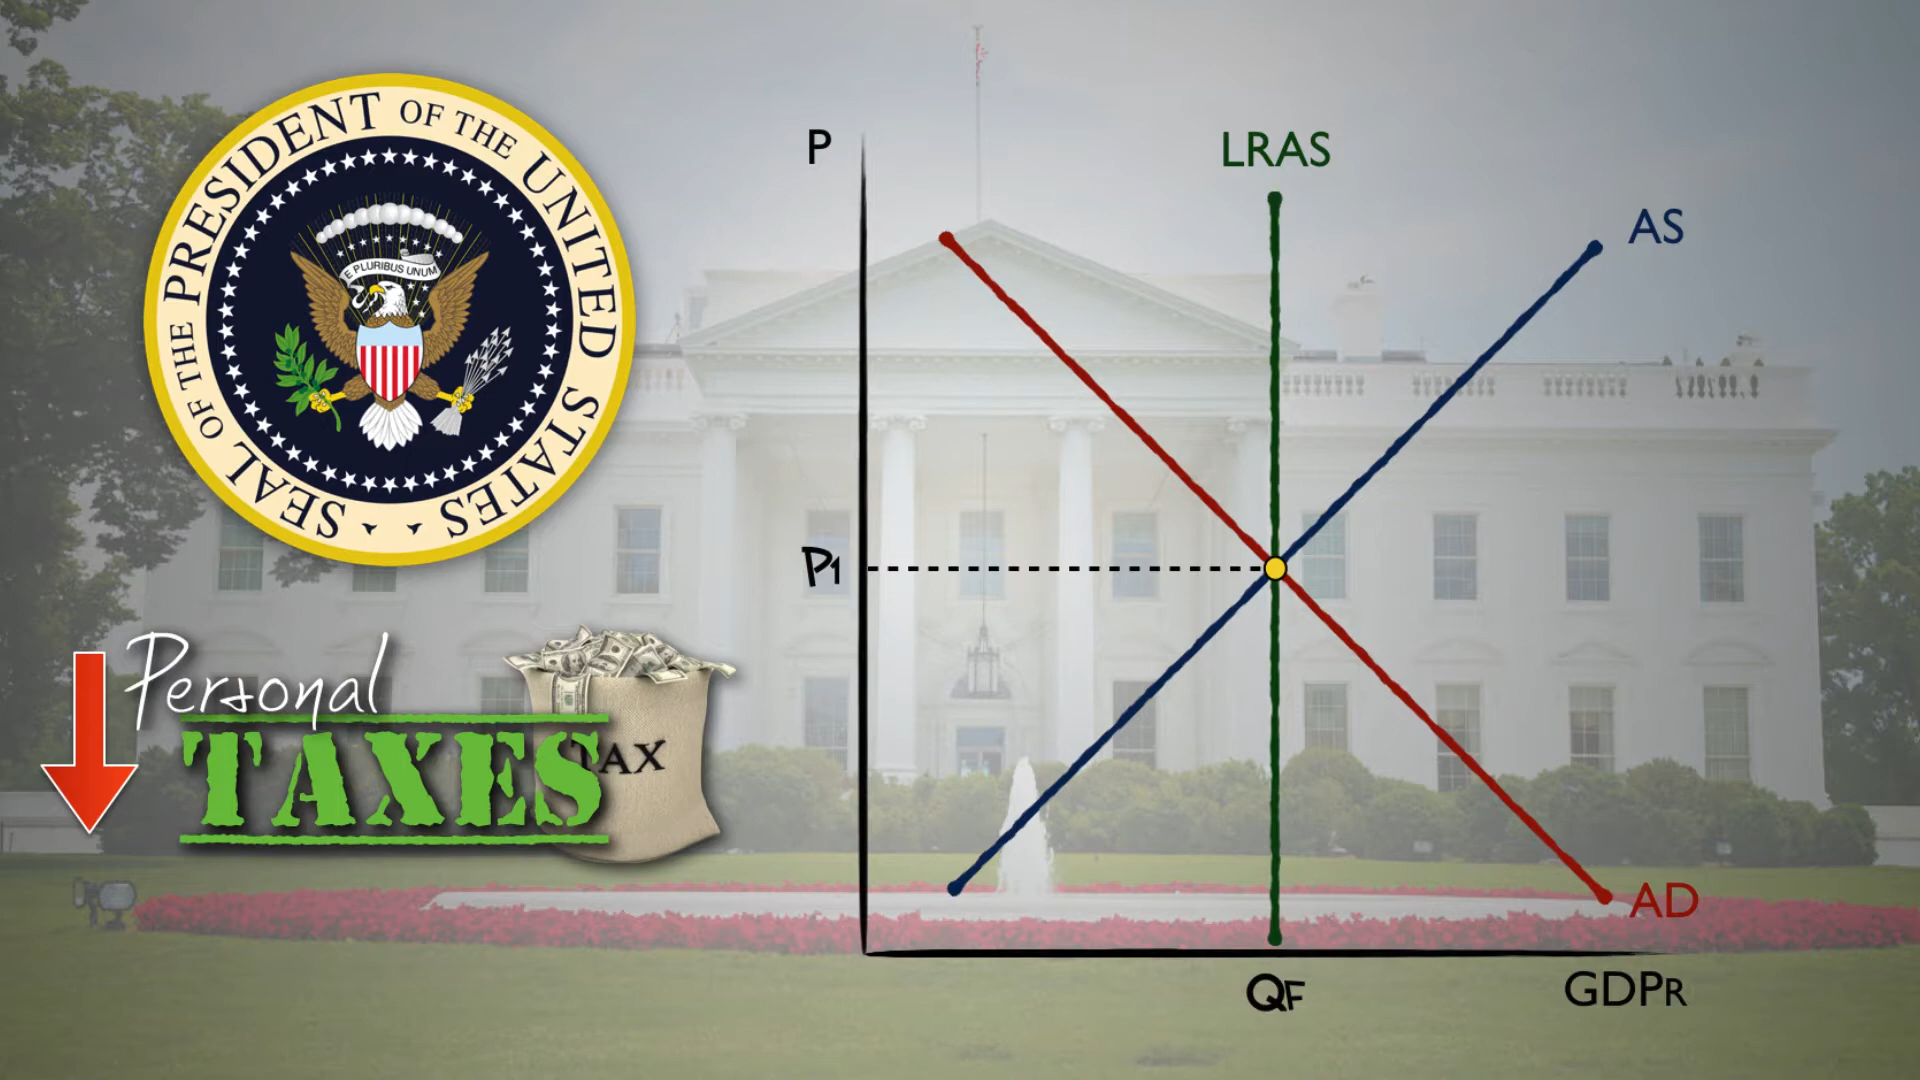 SEAL OF THE PRESIDENT OF THE UNITED STATES
E PLURIBUS UNUM
Personal
TAXES
TAX
P
LRAS
AS
P1
AD
QF
GDPR